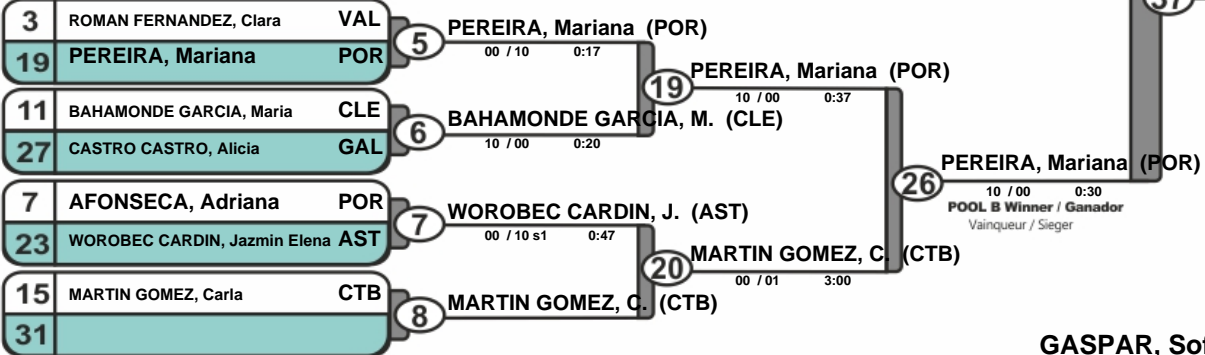 3 ROMAN FERNANDEZ, Clara VAL
19 PEREIRA, Mariana POR
5
PEREIRA, Mariana (POR)
00 / 10 0:17
11 BAHAMONDE GARCIA, Maria CLE
27 CASTRO CASTRO, Alicia GAL
6
BAHAMONDE GARCIA, M. (CLE)
10 / 00 0:20
19
PEREIRA, Mariana (POR)
10 / 00 0:37
7 AFONSECA, Adriana POR
23 WOROBEC CARDIN, Jazmin Elena AST
7
WOROBEC CARDIN, J. (AST)
00 / 10 s1 0:47
15 MARTIN GOMEZ, Carla CTB
31
8
MARTIN GOMEZ, C. (CTB)
20
MARTIN GOMEZ, C. (CTB)
00 / 01 3:00
26
PEREIRA, Mariana (POR)
10 / 00 0:30
POOL B Winner / Ganador
Vainqueur / Sieger
37
GASPAR, Sof